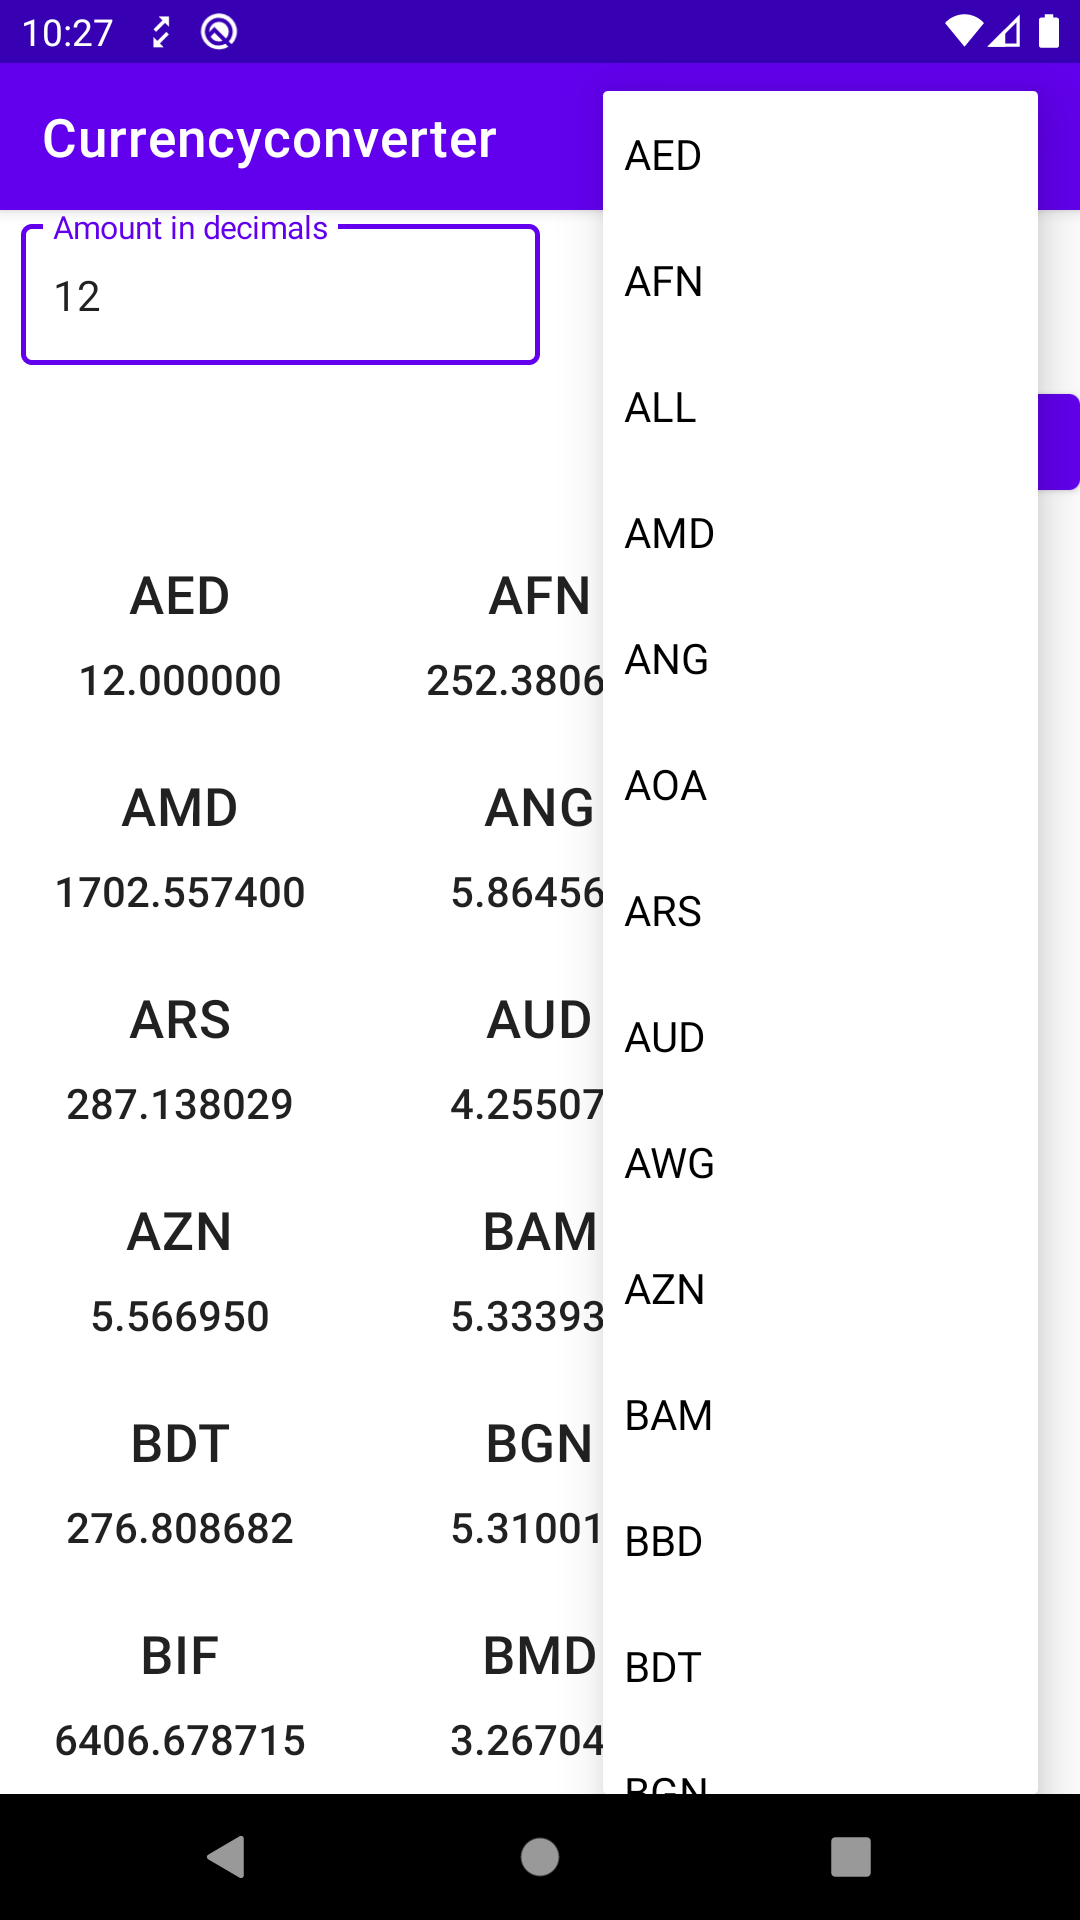 10:27
Currencyconverter
Amount in decimals
12
AED
12.000000
AFN
252.3806
AMD
1702.557400
ANG
5.86456
ARS
287.138029
AUD
4.25507
AZN
5.566950
BAM
5.33393
BDT
276.808682
BGN
5.31001
BIF
6406.678715
BMD
3.26704
AED
AFN
ALL
AMD
ANG
AOA
ARS
AUD
AWG
AZN
BAM
BBD
BDT
BGN